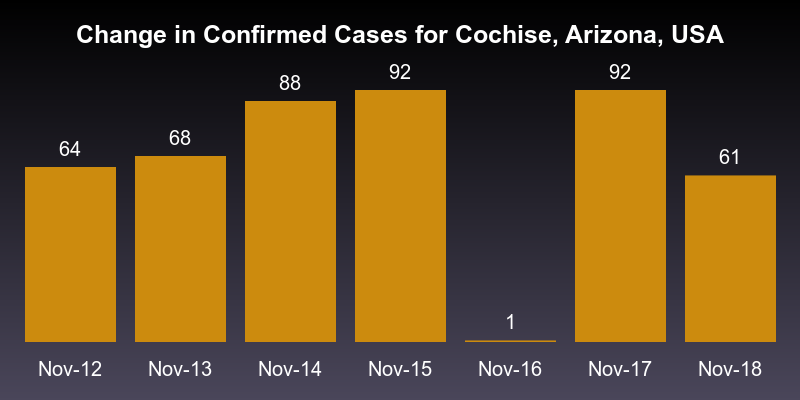 Change in Confirmed Cases for Cochise, Arizona, USA
64 68 88 92 1 92 61
Nov-12 Nov-13 Nov-14 Nov-15 Nov-16 Nov-17 Nov-18